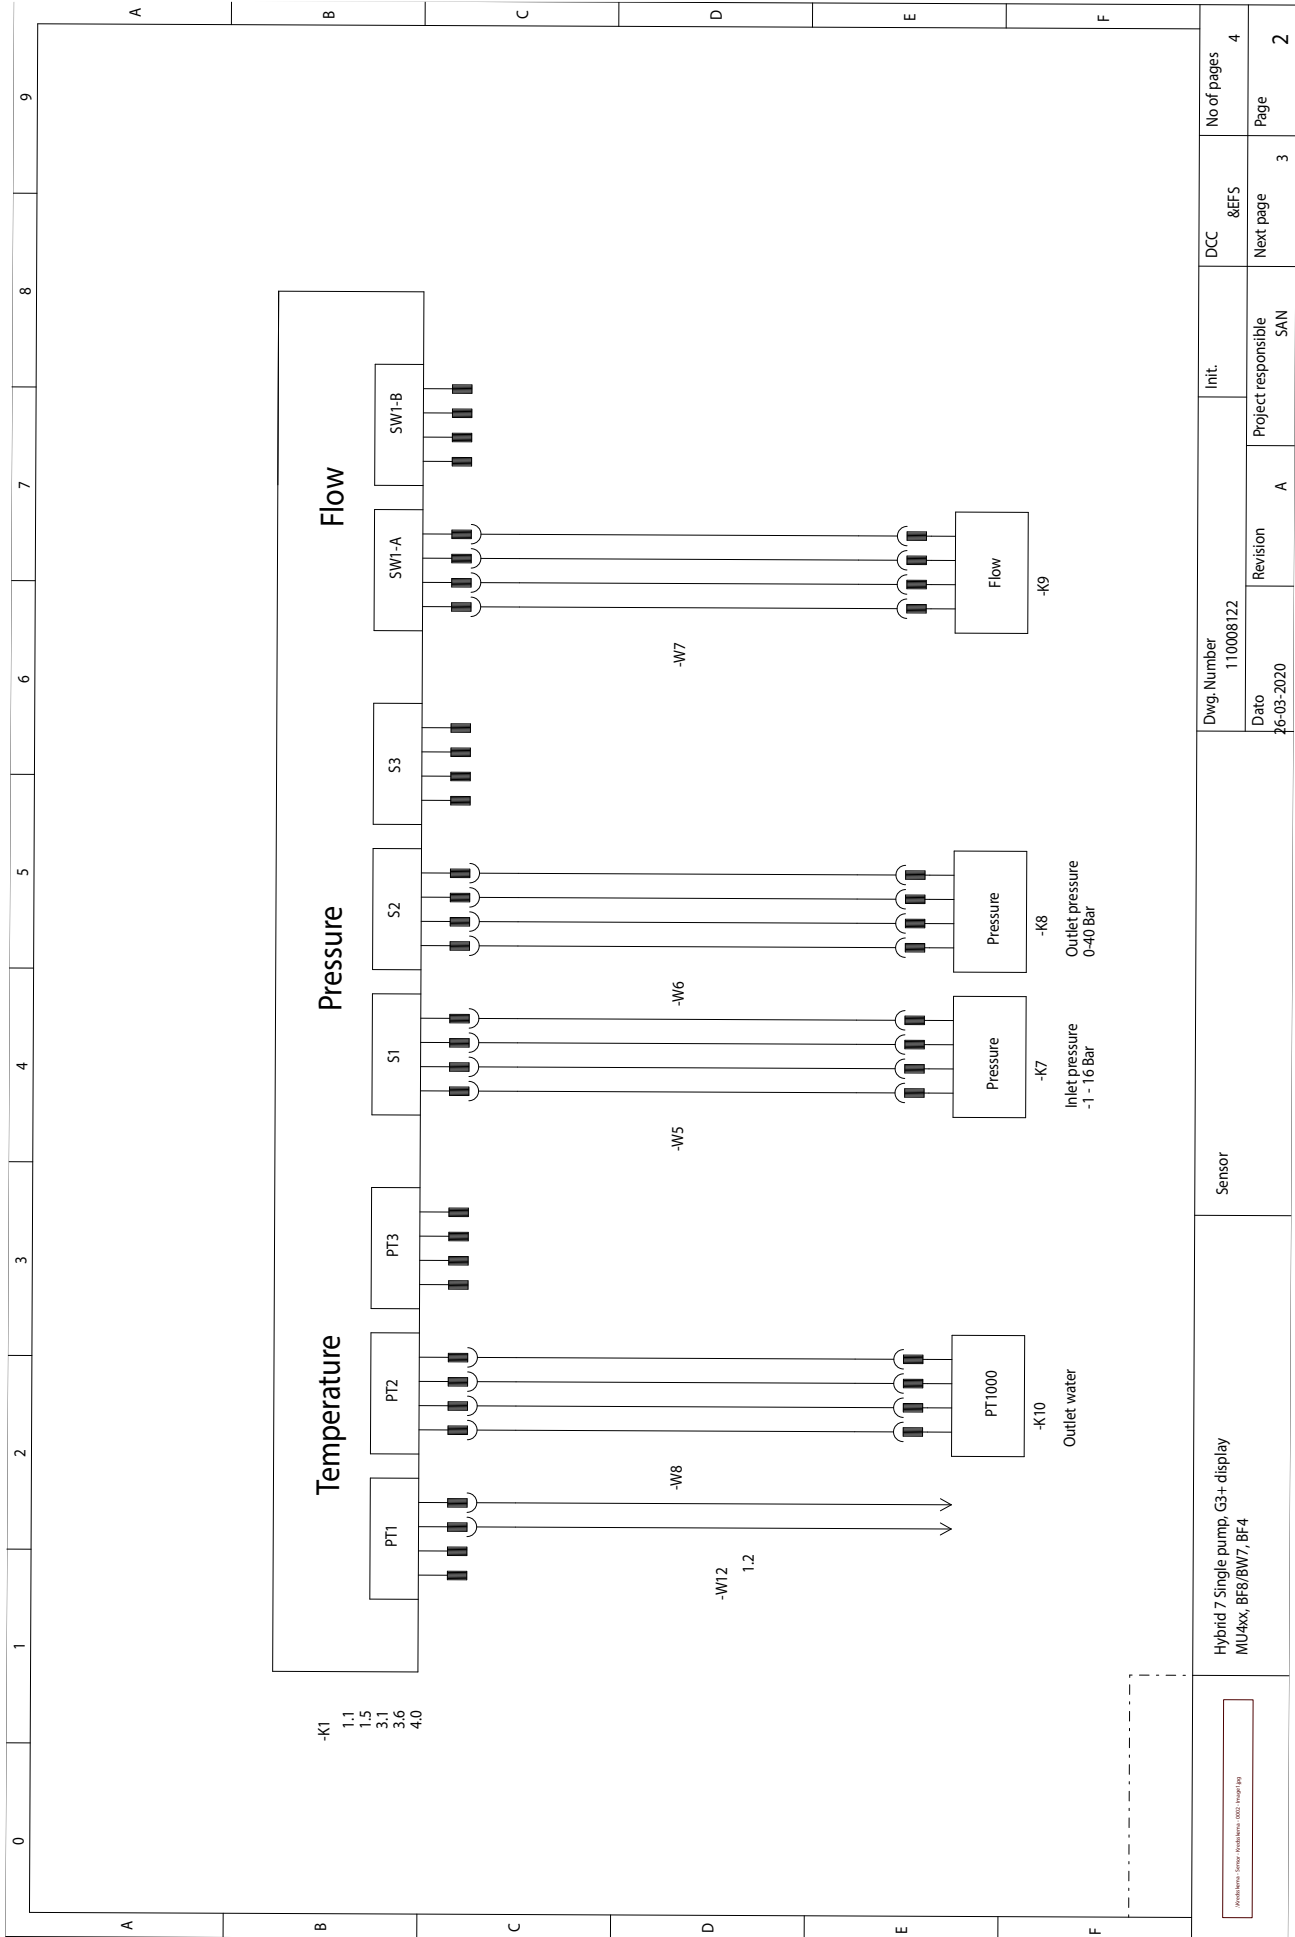 0 1 2 3 4 5 6 7 8 9
A
A
B
B
C
C
D
D
E
E
F
F
-K1
1.1
1.5
3.1
3.6
4.0
Temperature
Pressure
Flow
PT1
PT2
PT3
S1
S2
S3
SW1-A
SW1-B
-W12
1.2
-W8
-W5
-W6
-W7
PT1000
-K10
Outlet water
Pressure
-K7
Inlet pressure
-1 - 16 Bar
Pressure
-K8
Outlet pressure
0-40 Bar
Flow
-K9
Hybrid 7 Single pump, G3+ display
MU4xx, BF8/BW7, BF4
Sensor
Dwg. Number
110008122
Init.
DCC
&EFS
No of pages
4
Dato
26-03-2020
Revision
A
Project responsible
SAN
Next page
3
Page
2